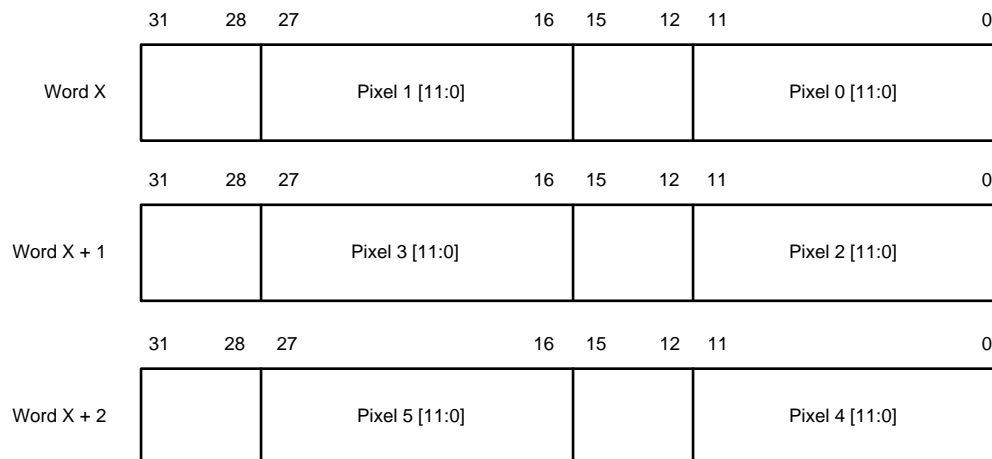 31 28 27 16 15 12 11 0
Word X Pixel 1 [11:0] Pixel 0 [11:0]
31 28 27 16 15 12 11 0
Word X + 1 Pixel 3 [11:0] Pixel 2 [11:0]
31 28 27 16 15 12 11 0
Word X + 2 Pixel 5 [11:0] Pixel 4 [11:0]